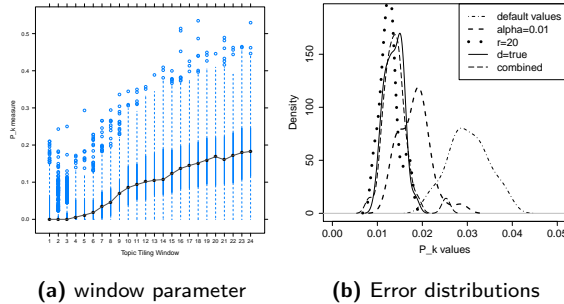 0.5
0.4
0.3
0.2
0.1
0.0
P_k measure
1 2 3 4 5 6 7 8 9 10 11 12 13 14 15 16 17 18 19 20 21 22 23 24
Topic Tiling Window
(a) window parameter
150
100
50
0
Density
default values
alpha=0.01
r=20
d=true
combined
0.00 0.01 0.02 0.03 0.04 0.05
P_k values
(b) Error distributions